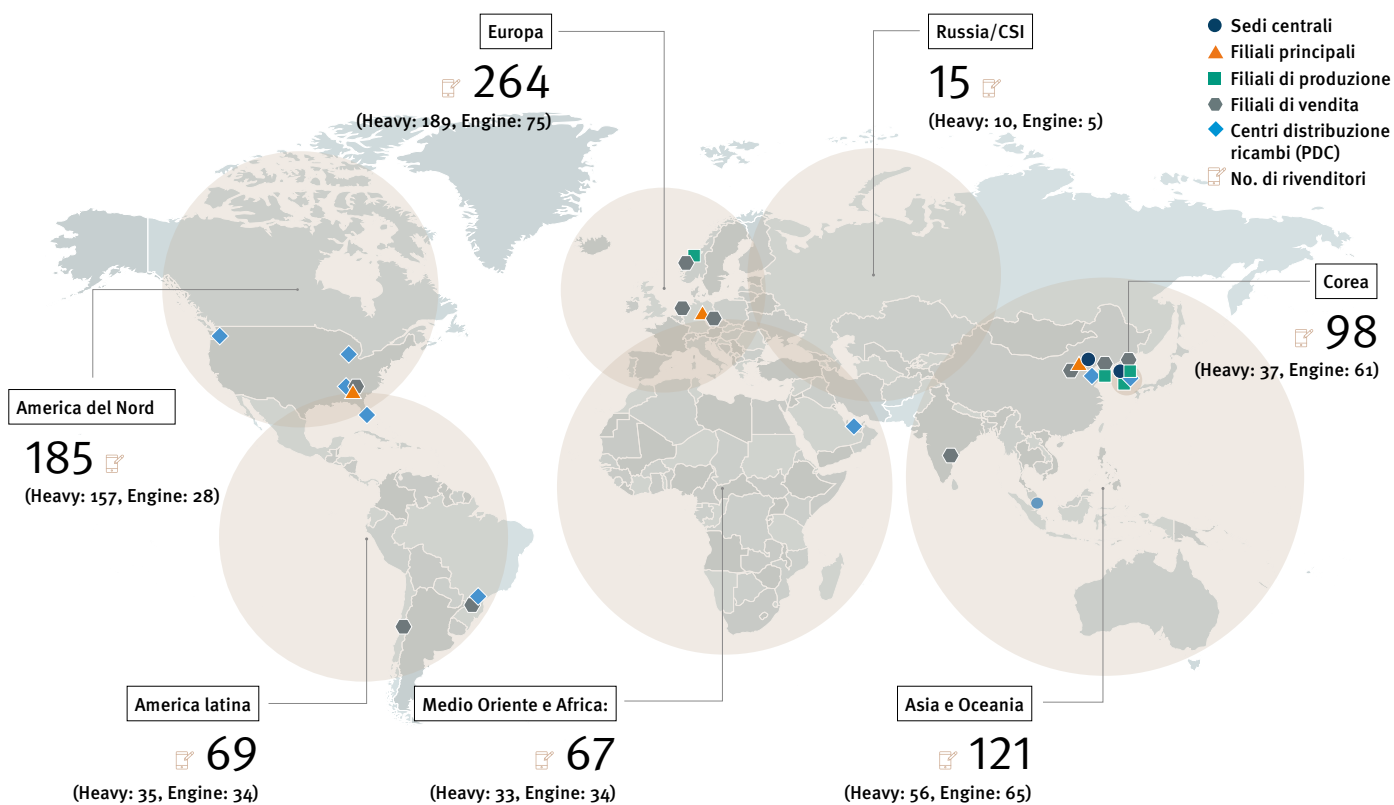 Europa
264
(Heavy: 189, Engine: 75)
Russia/CSI
15
(Heavy: 10, Engine: 5)
Sedi centrali
Filiali principali
Filiali di produzione
Filiali di vendita
Centri distribuzione
ricambi (PDC)
No. di rivenditori
Corea
98
(Heavy: 37, Engine: 61)
America del Nord
185
(Heavy: 157, Engine: 28)
America latina
69
(Heavy: 35, Engine: 34)
Medio Oriente e Africa:
67
(Heavy: 33, Engine: 34)
Asia e Oceania
121
(Heavy: 56, Engine: 65)